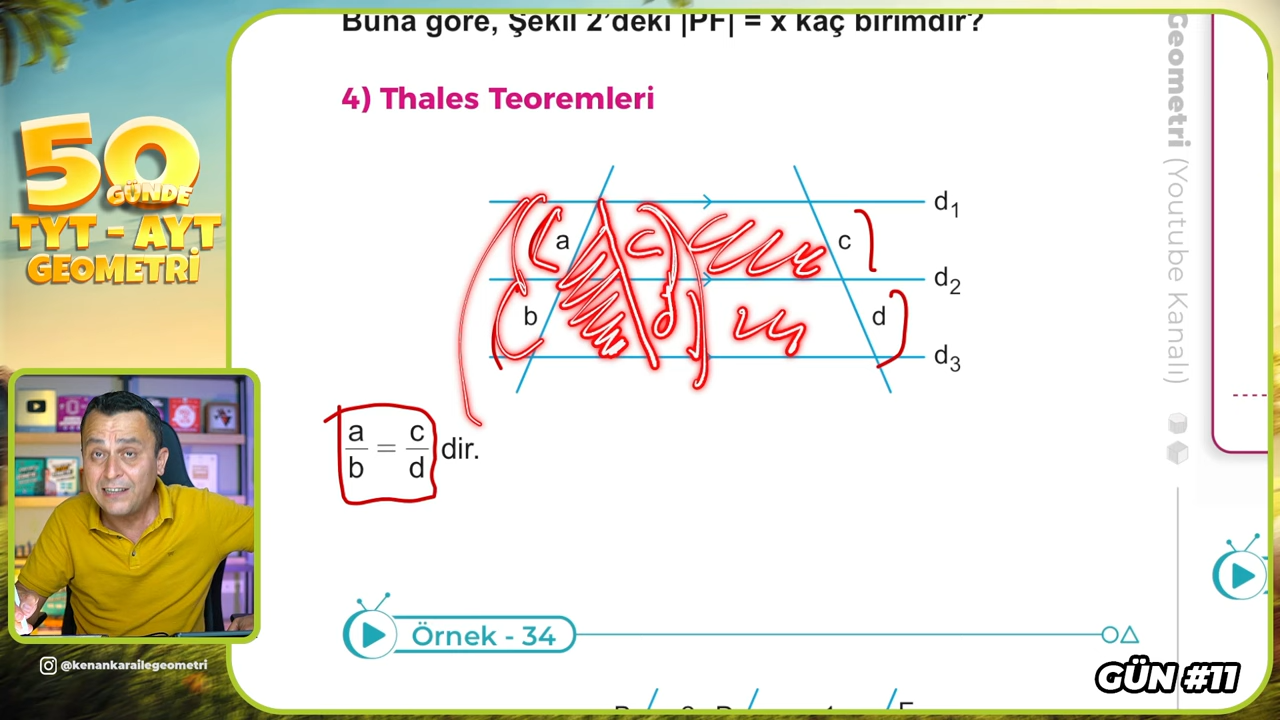 Buna göre, Şekil 2'deki |PF| = x kaç birimdir?
4) Thales Teoremleri
50
GÜNDE
TYT - AYT
GEOMETRİ
a
c
c
d1
d2
b
d
d
d3
a/b = c/d dir.
Geometri (Youtube Kanalı)
Örnek - 34
@kenankarailegeometri
GÜN #11